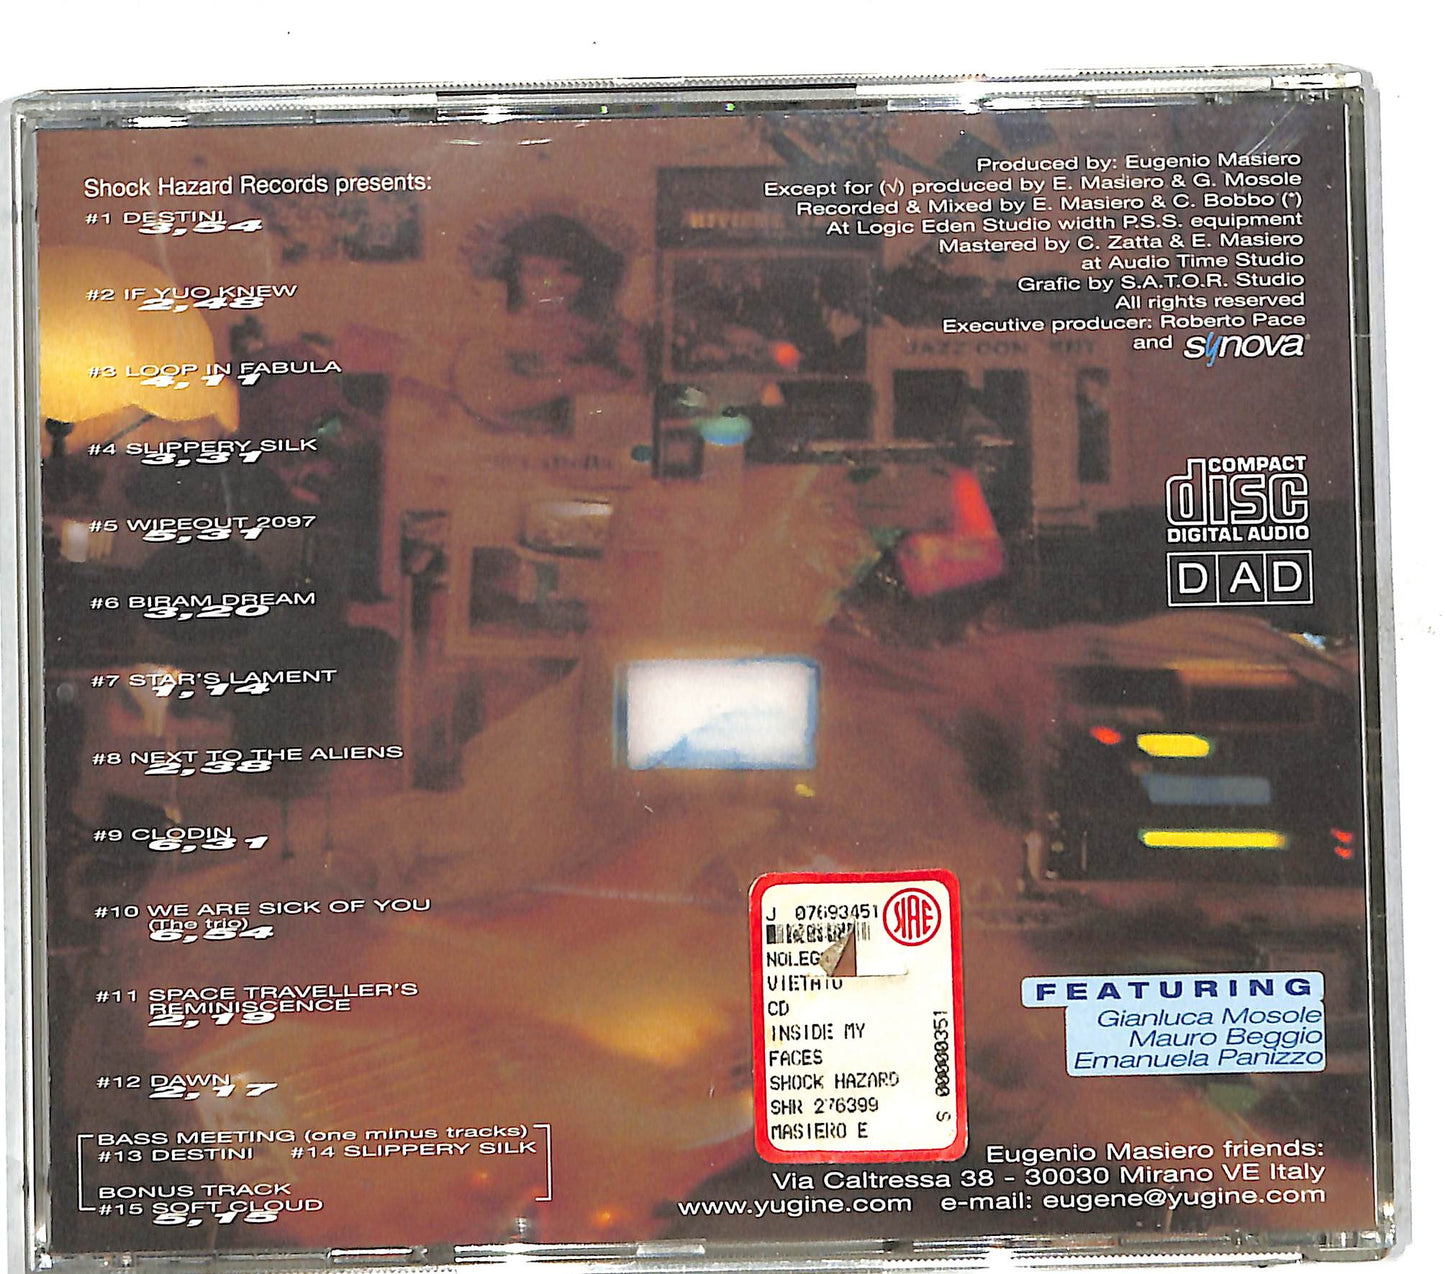 Shock Hazard Records presents:
#1 DESTINI
3,54
#2 IF YUO KNEW
2,48
#3 LOOP IN FABULA
4,11
#4 SLIPPERY SILK
3,31
#5 WIPEOUT 2097
5,31
#6 BIRAM DREAM
3,20
#7 STAR'S LAMENT
1,14
#8 NEXT TO THE ALIENS
2,38
#9 CLODIN
6,31
#10 WE ARE SICK OF YOU
(The trio)
6,54
#11 SPACE TRAVELLER'S
REMINISCENCE
2,19
#12 DAWN
2,17
BASS MEETING (one minus tracks)
#13 DESTINI #14 SLIPPERY SILK
BONUS TRACK
#15 SOFT CLOUD
5,15
Produced by: Eugenio Masiero
Except for (√) produced by E. Masiero & G. Mosole
Recorded & Mixed by E. Masiero & C. Bobbo (*)
At Logic Eden Studio width P.S.S. equipment
Mastered by C. Zatta & E. Masiero
at Audio Time Studio
Grafic by S.A.T.O.R. Studio
All rights reserved
Executive producer: Roberto Pace
and synova
COMPACT
disc
DIGITAL AUDIO
DAD
FEATURING
Gianluca Mosole
Mauro Beggio
Emanuela Panizzo
J 07693451
SIAE
VIETATO
CD
INSIDE MY
FACES
SHOCK HAZARD
SHR 276399
MASIERO E
S 00000351
Eugenio Masiero friends:
Via Caltressa 38 - 30030 Mirano VE Italy
www.yugine.com e-mail: eugene@yugine.com